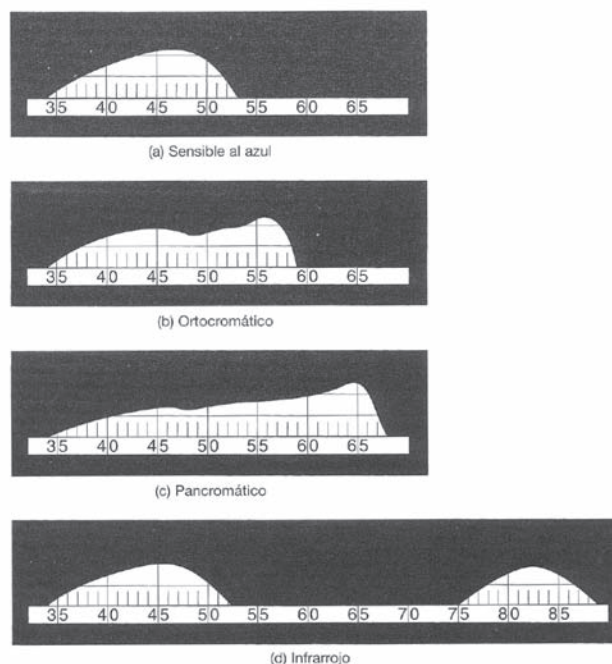 35 40 45 50 55 60 65
(a) Sensible al azul
35 40 45 50 55 60 65
(b) Ortocromático
35 40 45 50 55 60 65
(c) Pancromático
35 40 45 50 55 60 65 70 75 80 85
(d) Infrarrojo